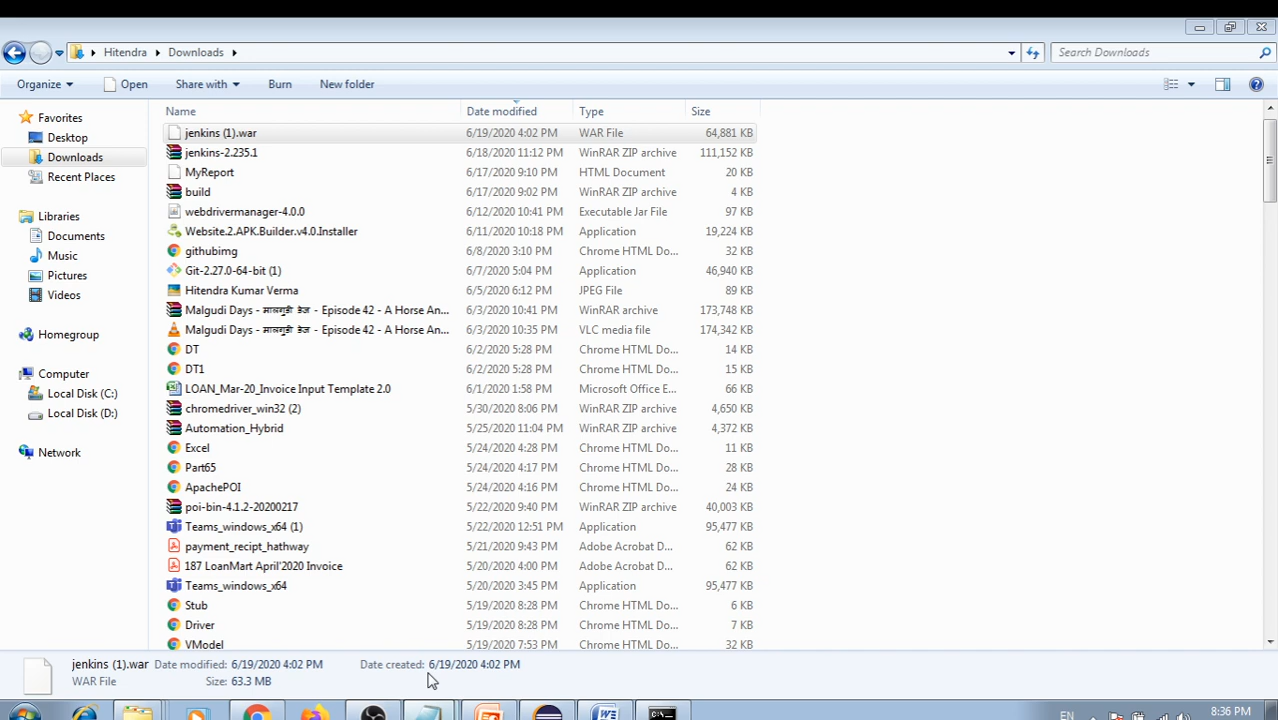 Hitendra Downloads Search Downloads
Organize Open Share with Burn New folder
Name Date modified Type Size
Favorites
Desktop
Downloads
Recent Places
Libraries
Documents
Music
Pictures
Videos
Homegroup
Computer
Local Disk (C:)
Local Disk (D:)
Network
jenkins (1).war 6/19/2020 4:02 PM WAR File 64,881 KB
jenkins-2.235.1 6/18/2020 11:12 PM WinRAR ZIP archive 111,152 KB
MyReport 6/17/2020 9:10 PM HTML Document 20 KB
build 6/17/2020 9:02 PM WinRAR ZIP archive 4 KB
webdrivermanager-4.0.0 6/12/2020 10:41 PM Executable Jar File 97 KB
Website.2.APK.Builder.v4.0.Installer 6/11/2020 10:18 PM Application 19,224 KB
githubimg 6/8/2020 3:10 PM Chrome HTML Do... 32 KB
Git-2.27.0-64-bit (1) 6/7/2020 5:04 PM Application 46,940 KB
Hitendra Kumar Verma 6/5/2020 6:12 PM JPEG File 89 KB
Malgudi Days - मालगुडी डेज - Episode 42 - A Horse An... 6/3/2020 10:41 PM WinRAR archive 173,748 KB
Malgudi Days - मालगुडी डेज - Episode 42 - A Horse An... 6/3/2020 10:35 PM VLC media file 174,342 KB
DT 6/2/2020 5:28 PM Chrome HTML Do... 14 KB
DT1 6/2/2020 5:28 PM Chrome HTML Do... 15 KB
LOAN_Mar-20_Invoice Input Template 2.0 6/1/2020 1:58 PM Microsoft Office E... 66 KB
chromedriver_win32 (2) 5/30/2020 8:06 PM WinRAR ZIP archive 4,650 KB
Automation_Hybrid 5/25/2020 11:04 PM WinRAR ZIP archive 4,372 KB
Excel 5/24/2020 4:28 PM Chrome HTML Do... 11 KB
Part65 5/24/2020 4:17 PM Chrome HTML Do... 28 KB
ApachePOI 5/24/2020 4:16 PM Chrome HTML Do... 24 KB
poi-bin-4.1.2-20200217 5/22/2020 9:40 PM WinRAR ZIP archive 40,003 KB
Teams_windows_x64 (1) 5/22/2020 12:51 PM Application 95,477 KB
payment_recipt_hathway 5/21/2020 9:43 PM Adobe Acrobat D... 62 KB
187 LoanMart April'2020 Invoice 5/20/2020 4:00 PM Adobe Acrobat D... 62 KB
Teams_windows_x64 5/20/2020 3:45 PM Application 95,477 KB
Stub 5/19/2020 8:28 PM Chrome HTML Do... 6 KB
Driver 5/19/2020 8:28 PM Chrome HTML Do... 7 KB
VModel 5/19/2020 7:53 PM Chrome HTML Do... 32 KB
jenkins (1).war Date modified: 6/19/2020 4:02 PM Date created: 6/19/2020 4:02 PM
WAR File Size: 63.3 MB
EN 8:36 PM